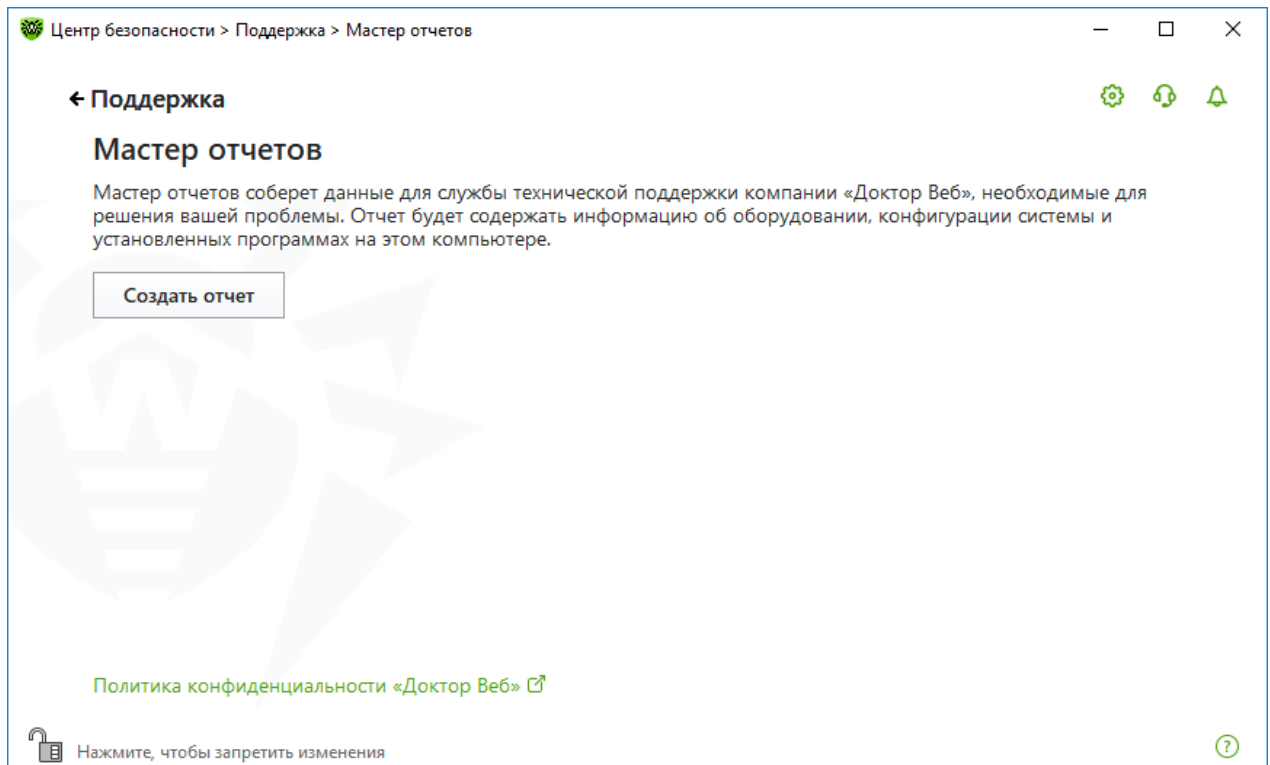 Центр безопасности > Поддержка > Мастер отчетов
Поддержка
Мастер отчетов
Мастер отчетов соберет данные для службы технической поддержки компании «Доктор Веб», необходимые для
решения вашей проблемы. Отчет будет содержать информацию об оборудовании, конфигурации системы и
установленных программах на этом компьютере.
Создать отчет
Политика конфиденциальности «Доктор Веб»
Нажмите, чтобы запретить изменения